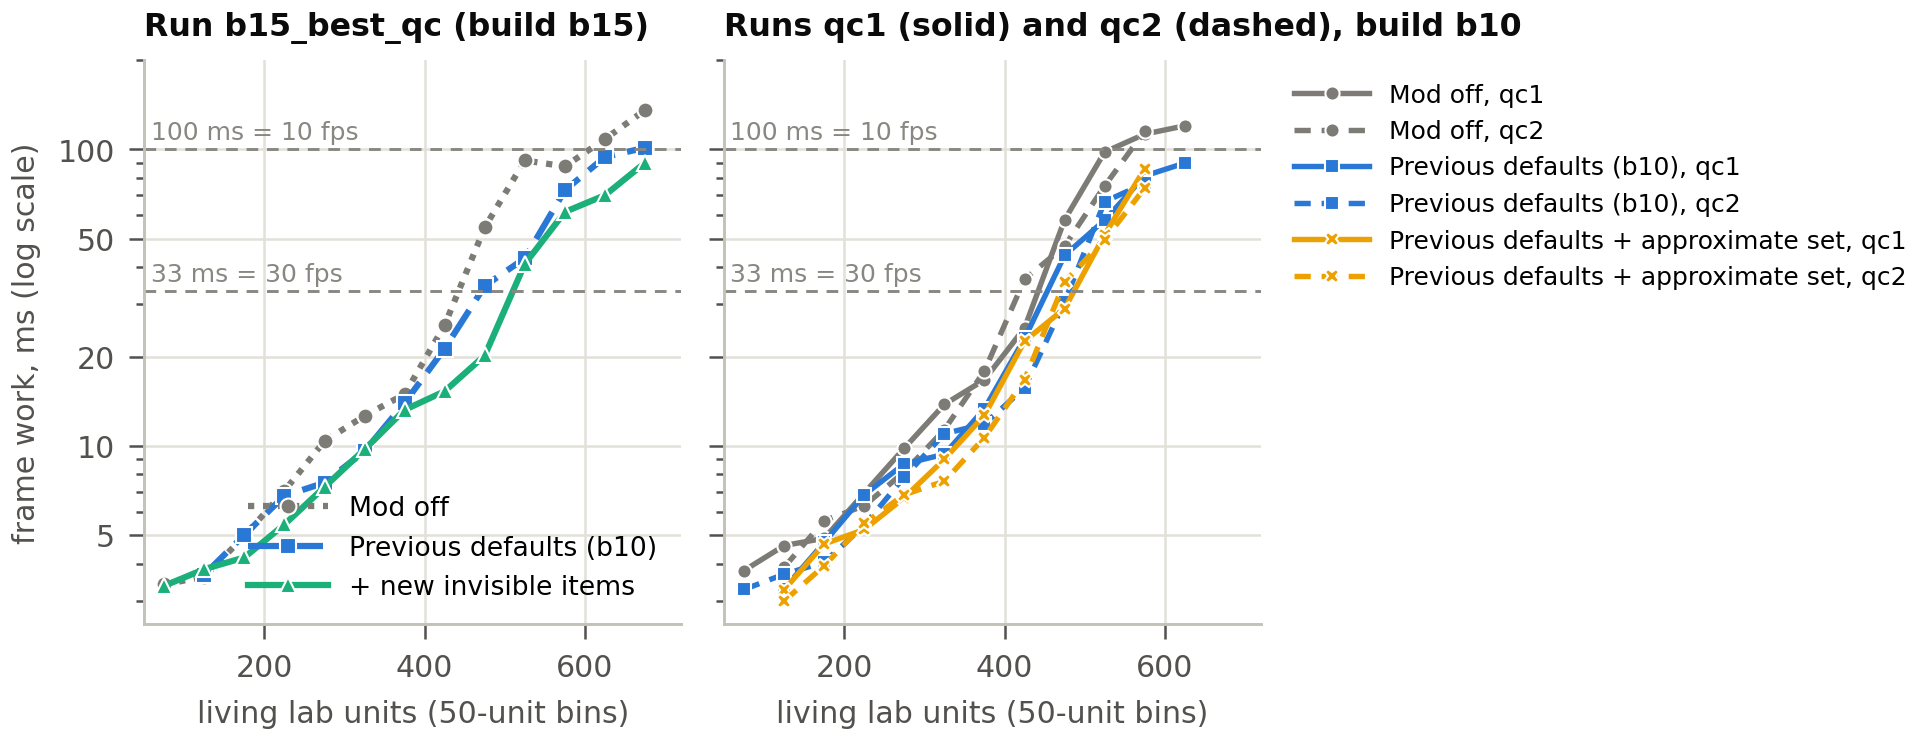 Run b15_best_qc (build b15)
Runs qc1 (solid) and qc2 (dashed), build b10
frame work, ms (log scale)
100
50
20
10
5
100 ms = 10 fps
33 ms = 30 fps
Mod off
Previous defaults (b10)
+ new invisible items
200
400
600
living lab units (50-unit bins)
100 ms = 10 fps
33 ms = 30 fps
200
400
600
living lab units (50-unit bins)
Mod off, qc1
Mod off, qc2
Previous defaults (b10), qc1
Previous defaults (b10), qc2
Previous defaults + approximate set, qc1
Previous defaults + approximate set, qc2